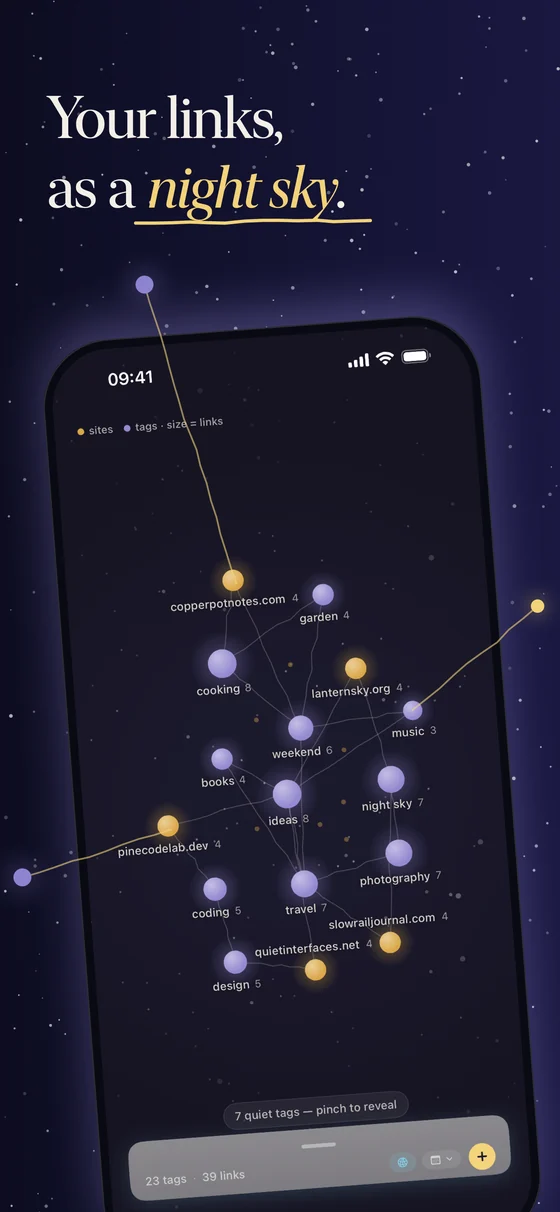 Your links,
as a night sky.
09:41
sites tags · size = links
copperpotnotes.com 4
garden 4
cooking 8
lanternsky.org 4
music 3
weekend 6
books 4
night sky 7
ideas 8
pinecodelab.dev 4
photography 7
coding 5
travel 7
slowrailjournal.com 4
quietinterfaces.net 4
design 5
7 quiet tags — pinch to reveal
23 tags · 39 links